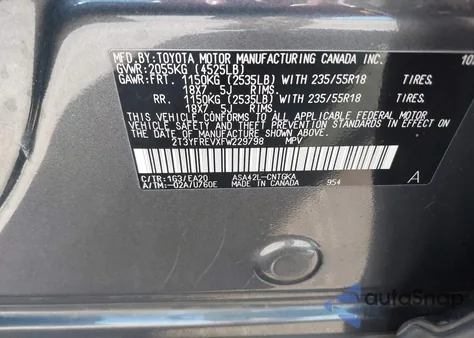 MFD.BY:TOYOTA MOTOR MANUFACTURING CANADA INC. 10/
GVWR:2055KG (4525LB)
GAWR:FRT. 1150KG (2535LB) WITH 235/55R18 TIRES.
18X7. 5J RIMS.
RR. 1150KG (2535LB) WITH 235/55R18 TIRES.
18X7. 5J RIMS.
THIS VEHICLE CONFORMS TO ALL APPLICABLE FEDERAL MOTOR
VEHICLE SAFETY AND THEFT PREVENTION STANDARDS IN EFFECT ON
THE DATE OF MANUFACTURE SHOWN ABOVE.
2T3YFREVXFW229798 MPV
C/TR:1G3/EA20 ASA42L-CNTGKA
A/TM:-02A/U760E MADE IN CANADA 954 A
autoSnap